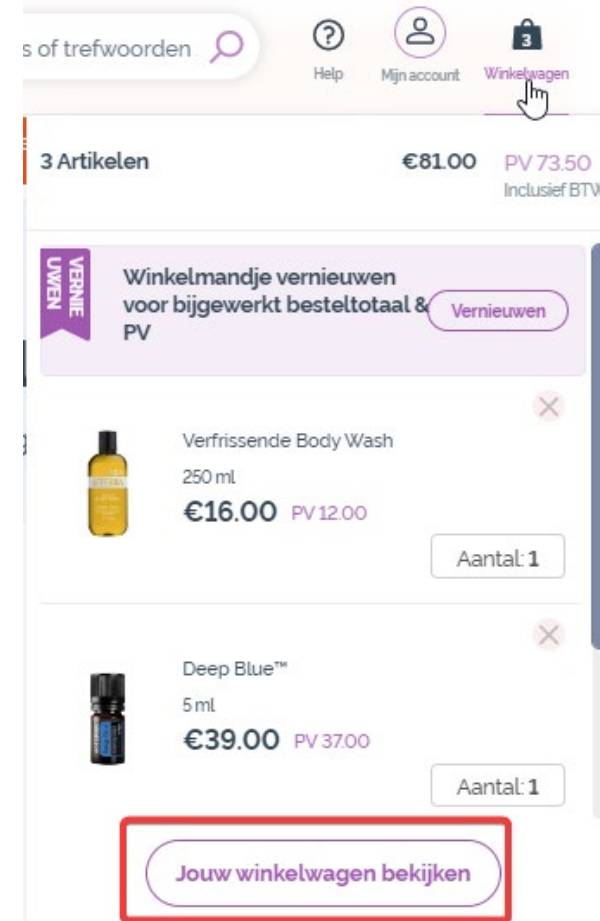 s of trefwoorden
Help
Mijn account
3
Winkelwagen
3 Artikelen
€81.00
PV 73.50
Inclusief BTW
VERNIE
UWEN
Winkelmandje vernieuwen
voor bijgewerkt besteltotaal &
PV
Vernieuwen
Verfrissende Body Wash
250 ml
€16.00 PV 12.00
Aantal: 1
Deep Blue™
5 ml
€39.00 PV 37.00
Aantal: 1
Jouw winkelwagen bekijken